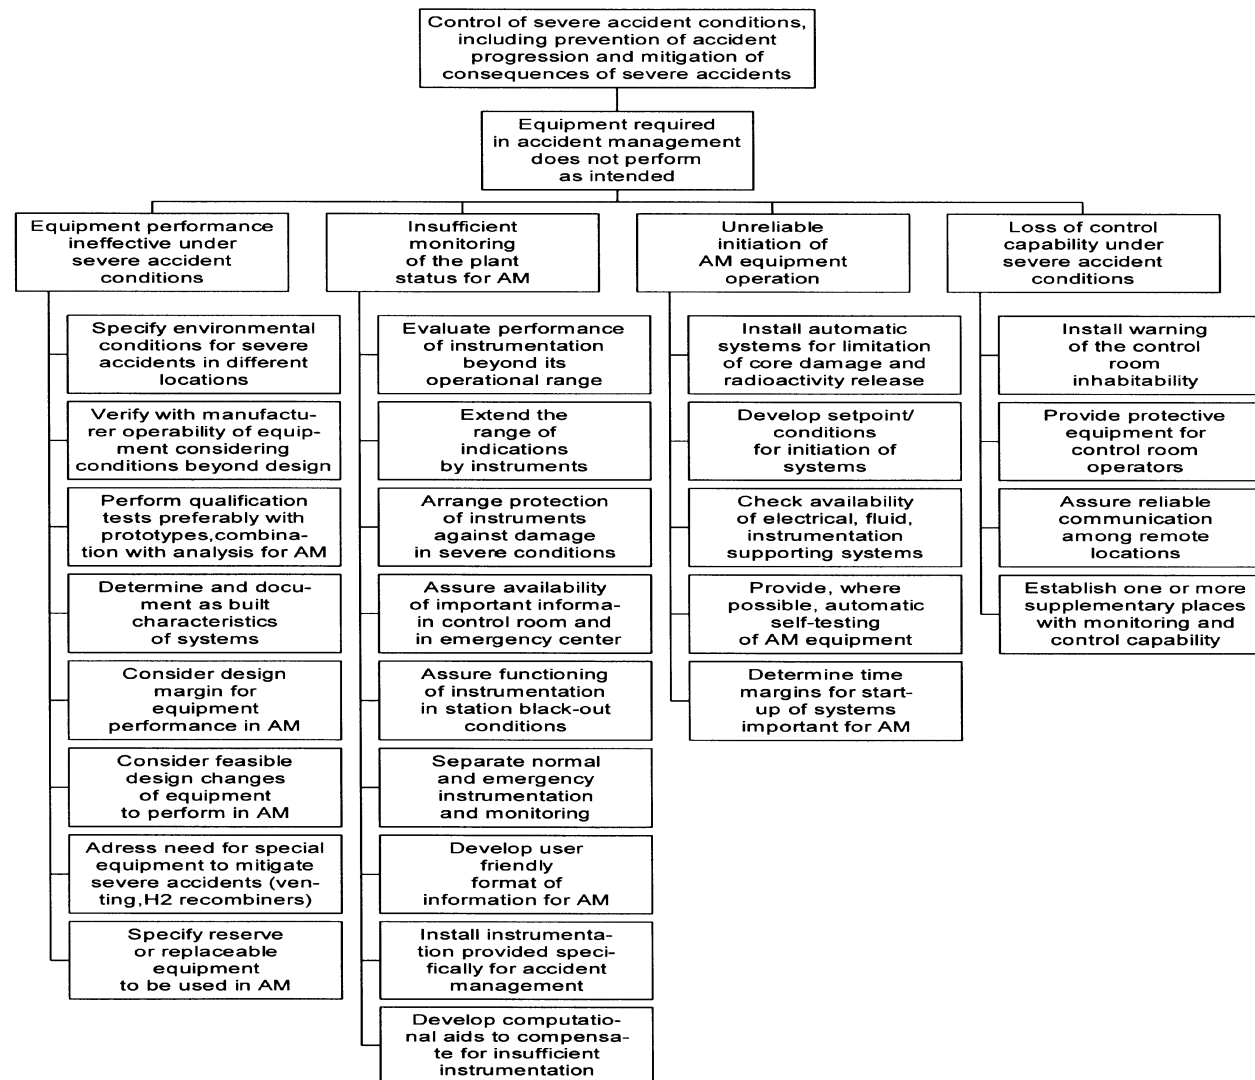 Control of severe accident conditions,
including prevention of accident
progression and mitigation of
consequences of severe accidents
Equipment required
in accident management
does not perform
as intended
Equipment performance
ineffective under
severe accident
conditions
Insufficient
monitoring
of the plant
status for AM
Unreliable
initiation of
AM equipment
operation
Loss of control
capability under
severe accident
conditions
Specify environmental
conditions for severe
accidents in different
locations
Verify with manufactu-
rer operability of equip-
ment considering
conditions beyond design
Perform qualification
tests preferably with
prototypes,combina-
tion with analysis for AM
Determine and docu-
ment as built
characteristics
of systems
Consider design
margin for
equipment
performance in AM
Consider feasible
design changes
of equipment
to perform in AM
Adress need for special
equipment to mitigate
severe accidents (ven-
ting,H2 recombiners)
Specify reserve
or replaceable
equipment
to be used in AM
Evaluate performance
of instrumentation
beyond its
operational range
Extend the
range of
indications
by instruments
Arrange protection
of instruments
against damage
in severe conditions
Assure availability
of important informa-
in control room and
in emergency center
Assure functioning
of instrumentation
in station black-out
conditions
Separate normal
and emergency
instrumentation
and monitoring
Develop user
friendly
format of
information for AM
Install instrumenta-
tion provided speci-
fically for accident
management
Develop computatio-
nal aids to compensa-
te for insufficient
instrumentation
Install automatic
systems for limitation
of core damage and
radioactivity release
Develop setpoint/
conditions
for initiation of
systems
Check availability
of electrical, fluid,
instrumentation
supporting systems
Provide, where
possible, automatic
self-testing
of AM equipment
Determine time
margins for start-
up of systems
important for AM
Install warning
of the control
room
inhabitability
Provide protective
equipment for
control room
operators
Assure reliable
communication
among remote
locations
Establish one or more
supplementary places
with monitoring and
control capability